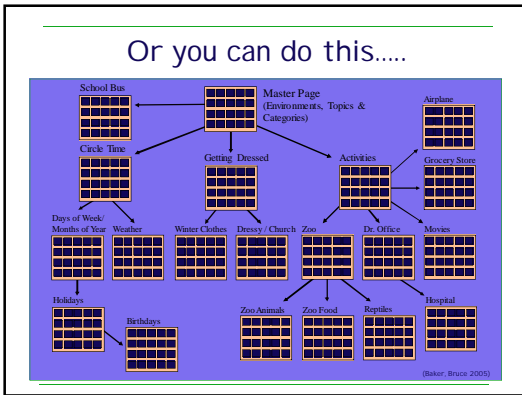 Or you can do this.....
School Bus
Master Page
(Environments, Topics &
Categories)
Airplane
Circle Time
Getting Dressed
Activities
Grocery Store
Days of Week/
Months of Year
Weather
Winter Clothes
Dressy / Church
Zoo
Dr. Office
Movies
Holidays
Birthdays
Zoo Animals
Zoo Food
Reptiles
Hospital
(Baker, Bruce 2005)